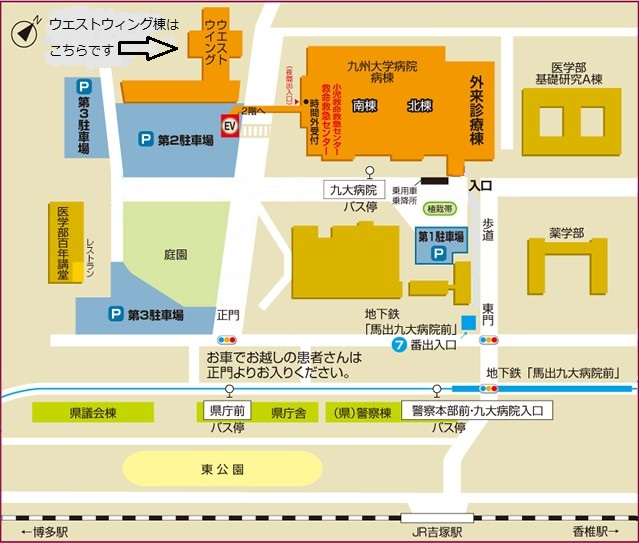 ウエストウィング棟は
こちらです
ウエスト
ウイング
九州大学病院
病棟
南棟
北棟
外来診療棟
小児救命救急センター
救命救急センター
時間外受付
(夜間出入口)
医学部
基礎研究A棟
P
第3駐車場
P
第2駐車場
EV
2階へ
九大病院
バス停
乗用車
乗降所
入口
植栽帯
歩道
第1駐車場
P
薬学部
医学部百年講堂
レストラン
庭園
P
第3駐車場
正門
地下鉄
「馬出九大病院前」
7
番出入口
東門
お車でお越しの患者さんは
正門よりお入りください。
地下鉄「馬出九大病院前」
県議会棟
県庁前
バス停
県庁舎
(県)警察棟
警察本部前・九大病院入口
バス停
東公園
←博多駅
JR吉塚駅
香椎駅→